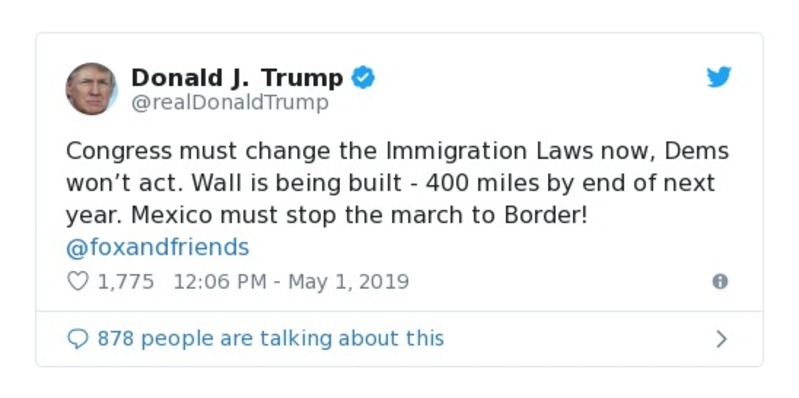 Donald J. Trump
@realDonaldTrump
Congress must change the Immigration Laws now, Dems
won’t act. Wall is being built - 400 miles by end of next
year. Mexico must stop the march to Border!
@foxandfriends
1,775 12:06 PM - May 1, 2019
878 people are talking about this